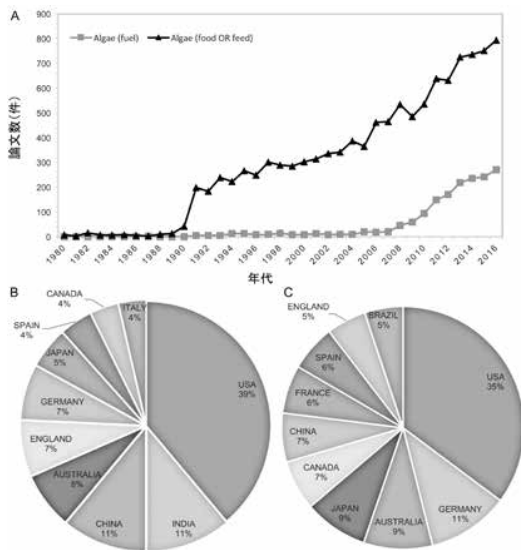 A
Algae (fuel)
Algae (food OR feed)
論文数(件)
900
800
700
600
500
400
300
200
100
0
1980
1982
1984
1986
1988
1990
1992
1994
1996
1998
2000
2002
2004
2006
2008
2010
2012
2014
2016
年代
B
USA
39%
INDIA
11%
CHINA
11%
AUSTRALIA
8%
ENGLAND
7%
GERMANY
7%
JAPAN
5%
SPAIN
4%
CANADA
4%
ITALY
4%
C
USA
35%
GERMANY
11%
AUSTRALIA
9%
JAPAN
9%
CANADA
7%
CHINA
7%
FRANCE
6%
SPAIN
6%
ENGLAND
5%
BRAZIL
5%